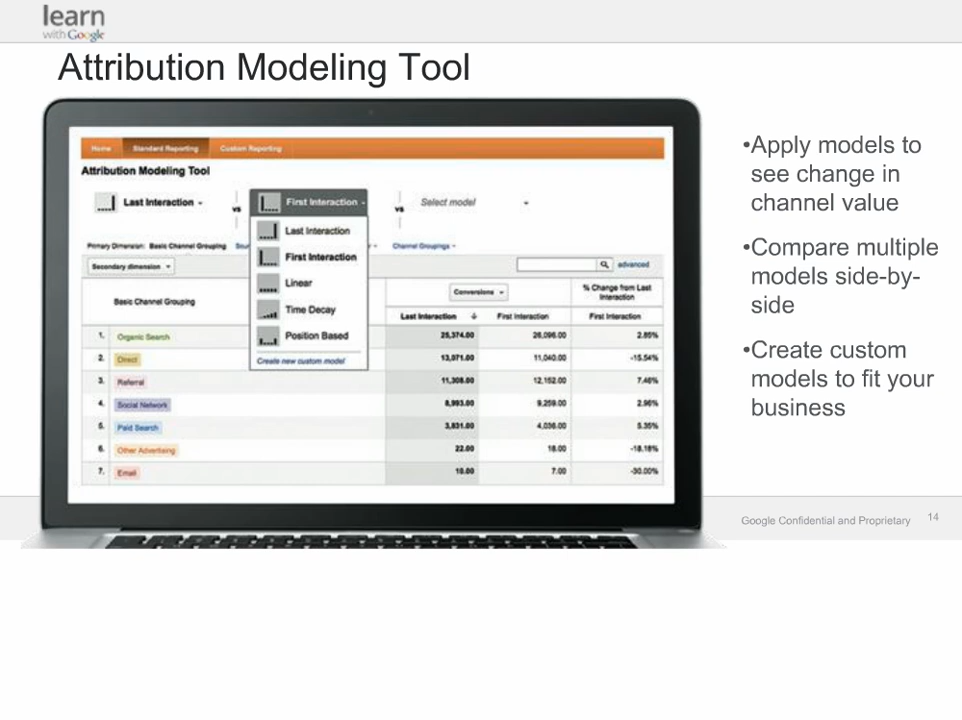 learn
with Google
Attribution Modeling Tool
Home Standard Reporting Custom Reporting
Attribution Modeling Tool
Last Interaction
vs
First Interaction
vs
Select model
Last Interaction
First Interaction
Linear
Time Decay
Position Based
Create new custom model
Primary Dimension: Basic Channel Grouping
Channel Groupings
Secondary dimension
advanced
Basic Channel Grouping
Conversions
% Change from Last
Interaction
Last Interaction First Interaction First Interaction
1. Organic Search 25,374.00 26,096.00 2.85%
2. Direct 13,071.00 11,040.00 -15.54%
3. Referral 11,308.00 12,152.00 7.46%
4. Social Network 8,993.00 9,259.00 2.96%
5. Paid Search 3,831.00 4,036.00 5.35%
6. Other Advertising 22.00 18.00 -18.18%
7. Email 10.00 7.00 -30.00%
•Apply models to
see change in
channel value
•Compare multiple
models side-by-
side
•Create custom
models to fit your
business
Google Confidential and Proprietary 14